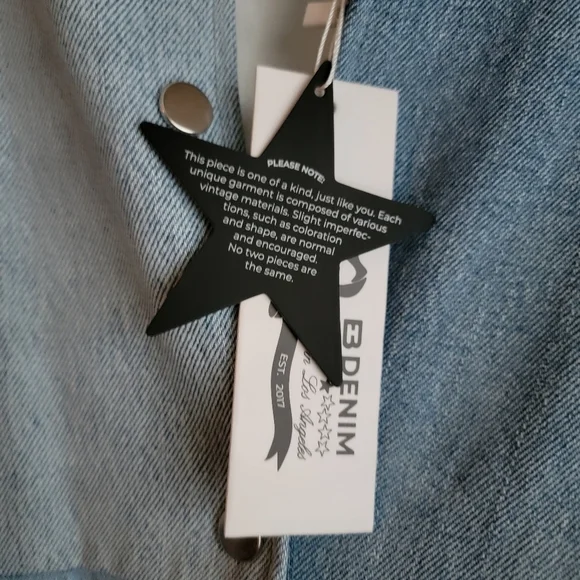 PLEASE NOTE:
This piece is one of a kind, just like you. Each
unique garment is composed of various
vintage materials. Slight imperfec-
tions, such as coloration
and shape, are normal
and encouraged.
No two pieces are
the same.
DENIM
Los Angeles
EST. 2017